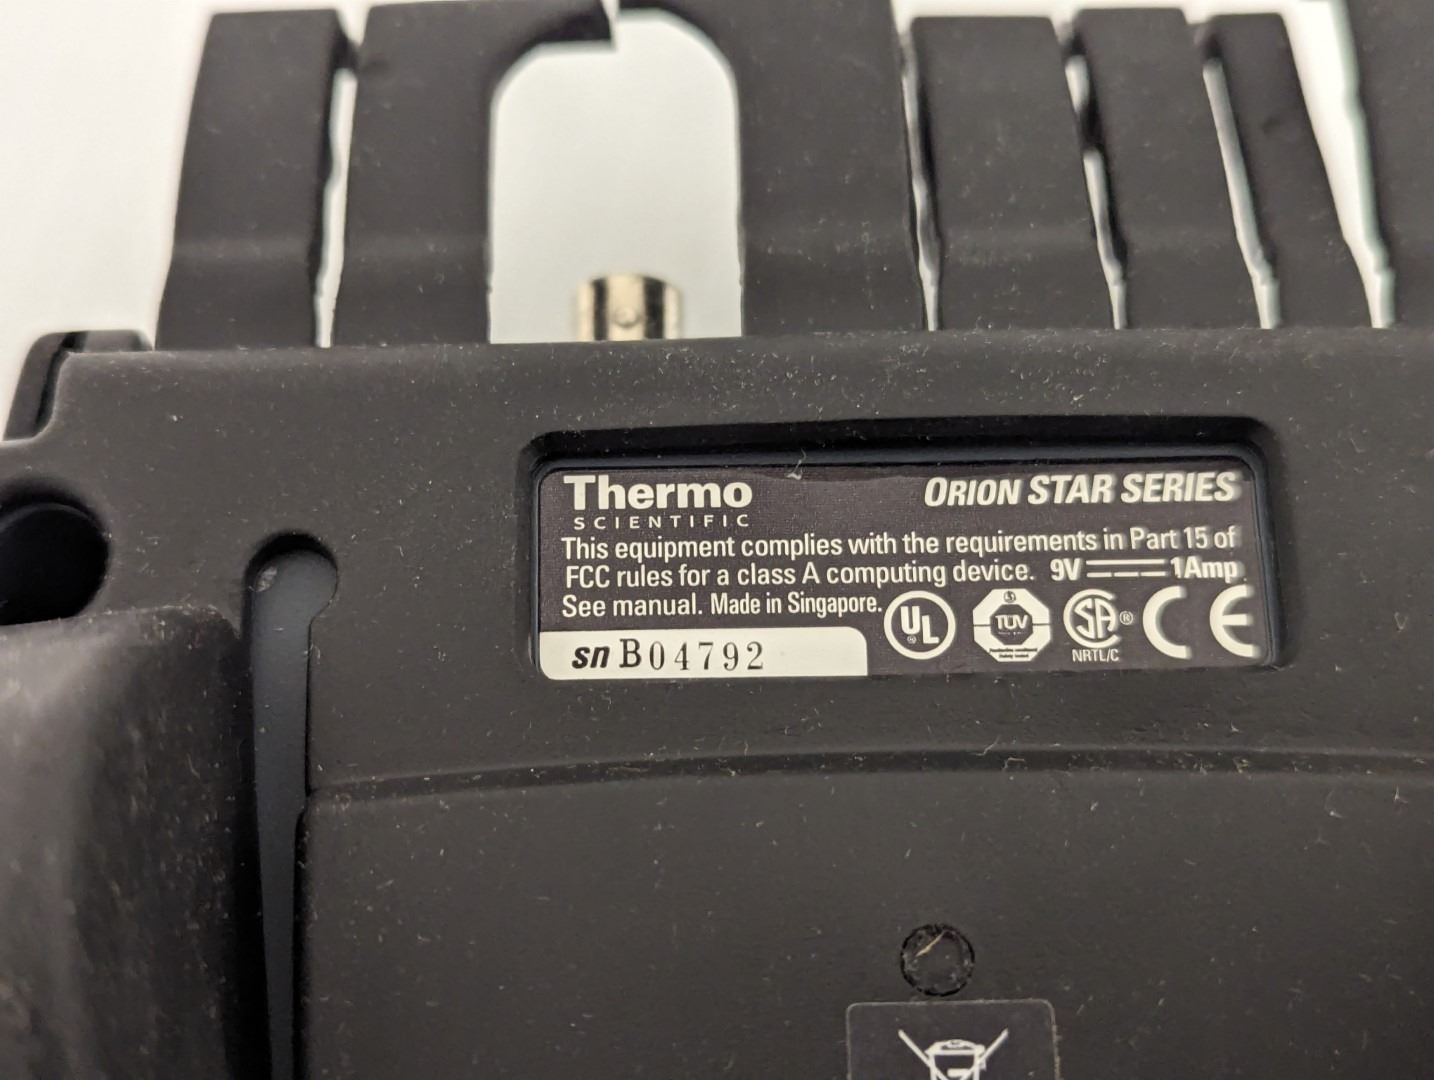 Thermo
SCIENTIFIC
ORION STAR SERIES
This equipment complies with the requirements in Part 15 of
FCC rules for a class A computing device. 9V 1Amp
See manual. Made in Singapore.
sn B04792
UL
TUV
SA®
NRTL/C
CE